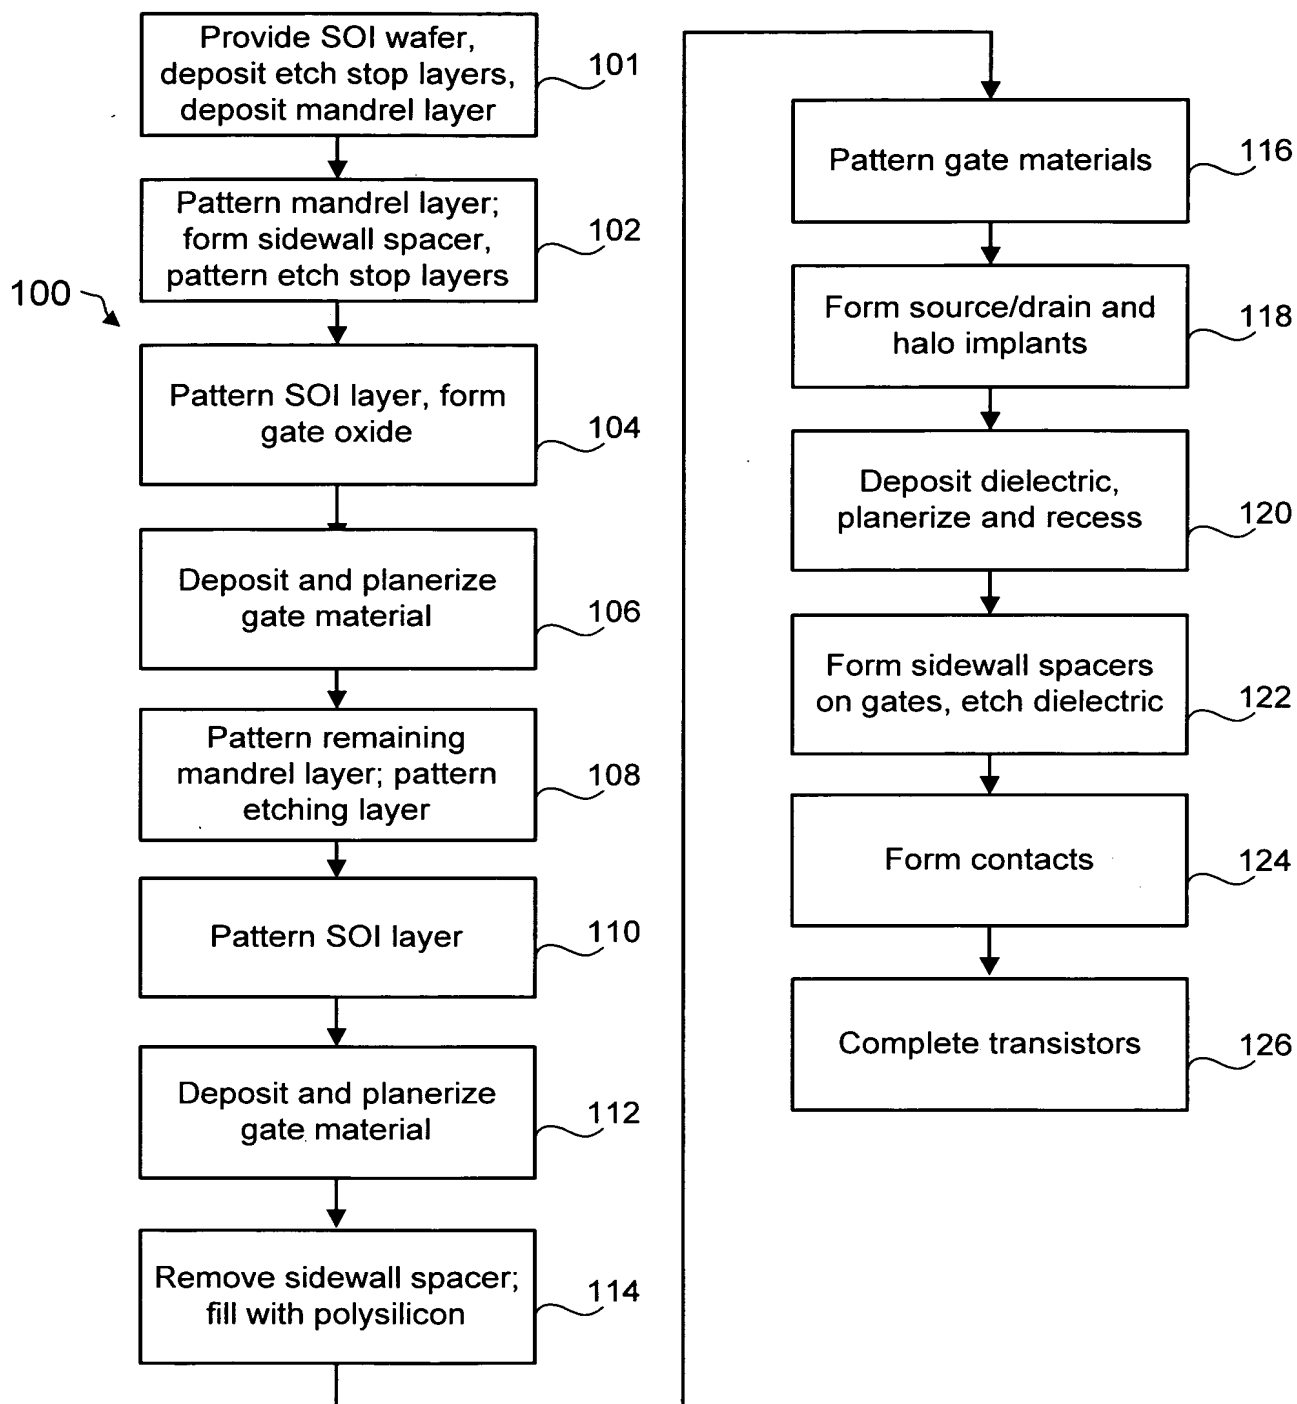 Provide SOI wafer,
deposit etch stop layers,
deposit mandrel layer
101
Pattern mandrel layer;
form sidewall spacer,
pattern etch stop layers
102
100
Pattern SOI layer, form
gate oxide
104
Deposit and planerize
gate material
106
Pattern remaining
mandrel layer; pattern
etching layer
108
Pattern SOI layer
110
Deposit and planerize
gate material
112
Remove sidewall spacer;
fill with polysilicon
114
Pattern gate materials
116
Form source/drain and
halo implants
118
Deposit dielectric,
planerize and recess
120
Form sidewall spacers
on gates, etch dielectric
122
Form contacts
124
Complete transistors
126